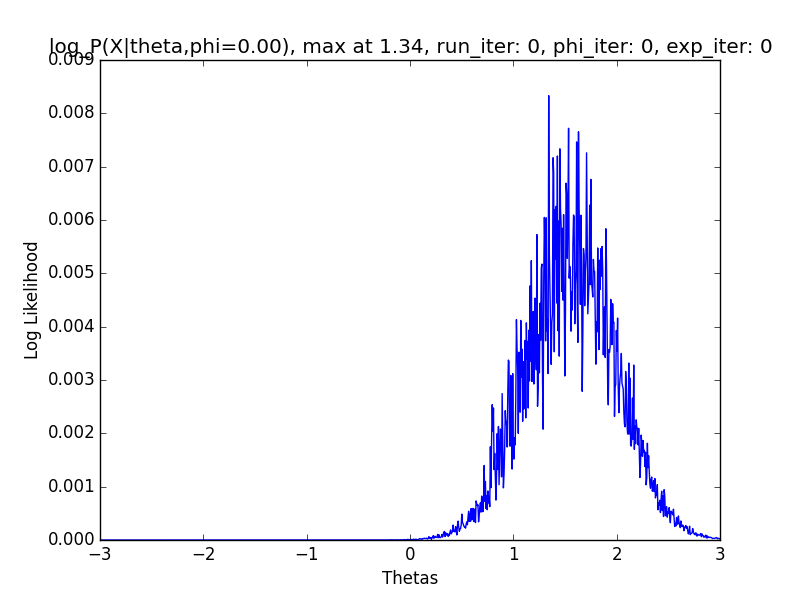 log_P(X|theta,phi=0.00), max at 1.34, run_iter: 0, phi_iter: 0, exp_iter: 0
0.009
0.008
0.007
0.006
0.005
0.004
0.003
0.002
0.001
0.000
Log Likelihood
−3 −2 −1 0 1 2 3
Thetas